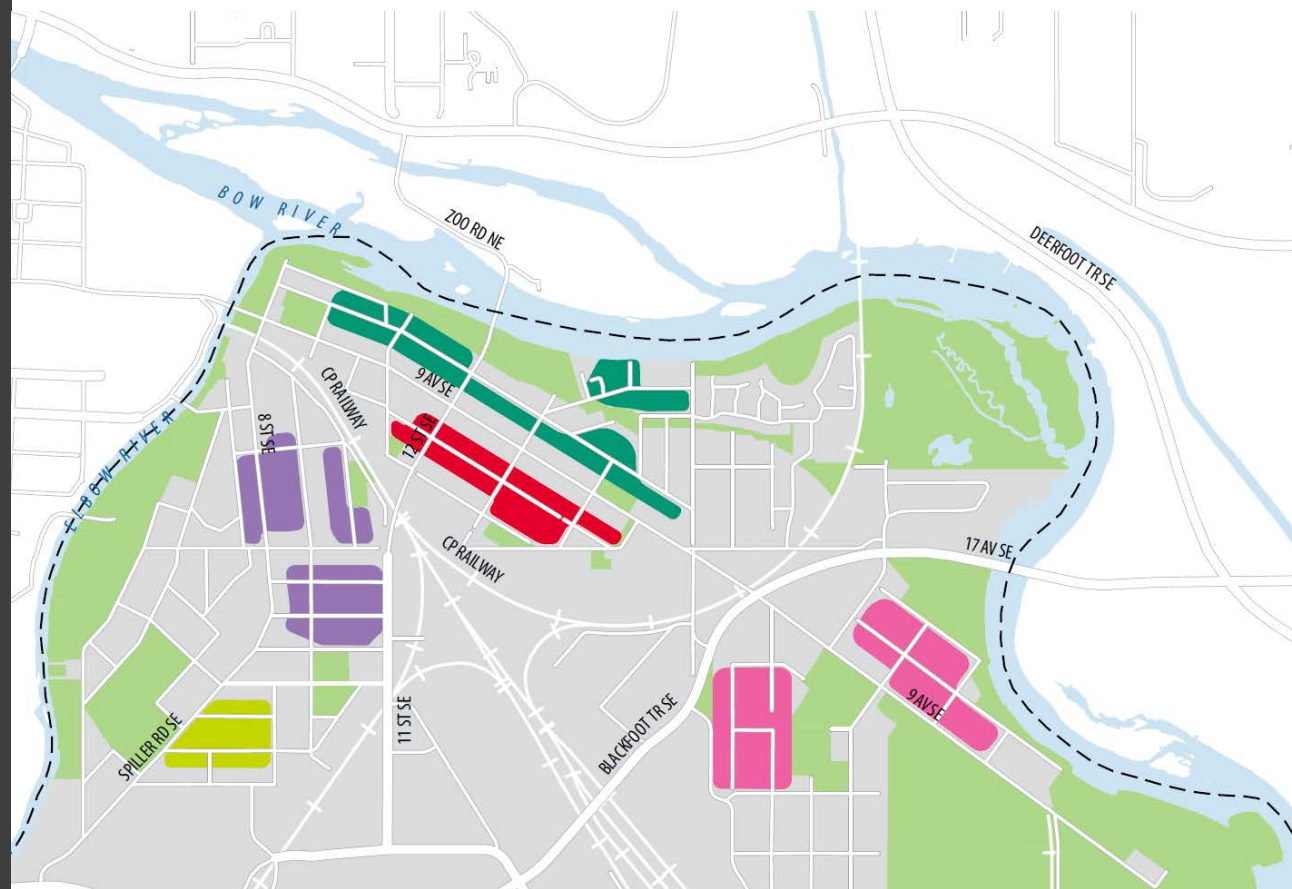 BOW RIVER
ZOO RD NE
DEERFOOT TR SE
CP RAILWAY
9 AV SE
8 ST SE
12 ST SE
ELBOW RIVER
CP RAILWAY
17 AV SE
9 AV SE
SPILLER RD SE
11 ST SE
BLACKFOOT TR SE